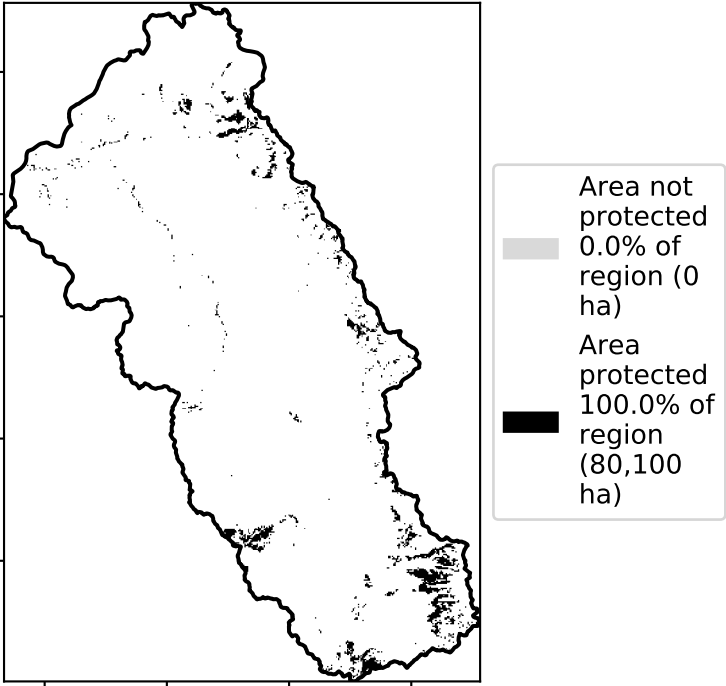 Area not
protected
0.0% of
region (0
ha)
Area
protected
100.0% of
region
(80,100
ha)